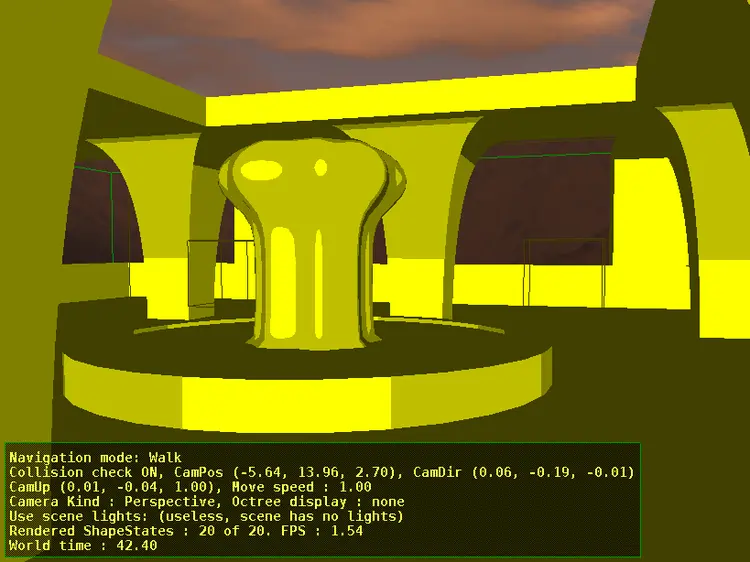 Navigation mode: Walk
Collision check ON, CamPos (-5.64, 13.96, 2.70), CamDir (0.06, -0.19, -0.01)
CamUp (0.01, -0.04, 1.00), Move speed : 1.00
Camera Kind : Perspective, Octree display : none
Use scene lights: (useless, scene has no lights)
Rendered ShapeStates : 20 of 20. FPS : 1.54
World time : 42.40